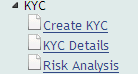 KYC
Create KYC
KYC Details
Risk Analysis